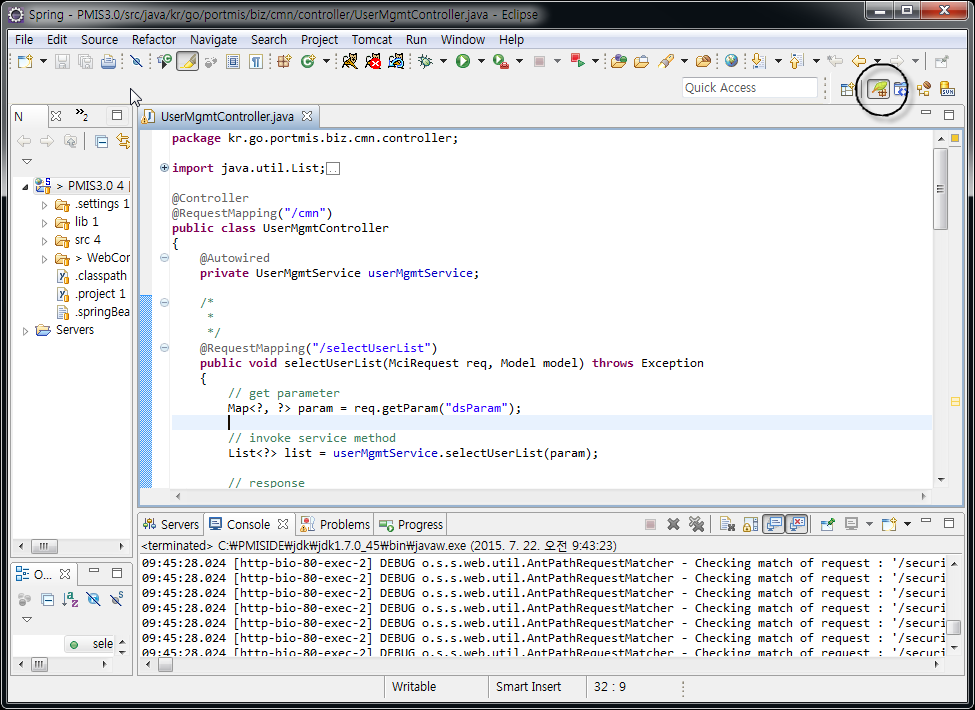 Spring - PMIS3.0/src/java/kr/go/portmis/biz/cmn/controller/UserMgmtController.java - Eclipse
File Edit Source Refactor Navigate Search Project Tomcat Run Window Help
Quick Access
N
UserMgmtController.java
package kr.go.portmis.biz.cmn.controller;
import java.util.List;
@Controller
@RequestMapping("/cmn")
public class UserMgmtController
{
@Autowired
private UserMgmtService userMgmtService;
/*
*
*/
@RequestMapping("/selectUserList")
public void selectUserList(MciRequest req, Model model) throws Exception
{
// get parameter
Map<?, ?> param = req.getParam("dsParam");
// invoke service method
List<?> list = userMgmtService.selectUserList(param);
// response
> PMIS3.0 4
.settings 1
lib 1
src 4
> WebCor
.classpath
.project 1
.springBea
Servers
O...
sele
Servers Console Problems Progress
<terminated> C:₩PMISIDE₩jdk₩jdk1.7.0_45₩bin₩javaw.exe (2015. 7. 22. 오전 9:43:23)
09:45:28.024 [http-bio-80-exec-2] DEBUG o.s.s.web.util.AntPathRequestMatcher - Checking match of request : '/securi
09:45:28.024 [http-bio-80-exec-2] DEBUG o.s.s.web.util.AntPathRequestMatcher - Checking match of request : '/securi
09:45:28.024 [http-bio-80-exec-2] DEBUG o.s.s.web.util.AntPathRequestMatcher - Checking match of request : '/securi
09:45:28.024 [http-bio-80-exec-2] DEBUG o.s.s.web.util.AntPathRequestMatcher - Checking match of request : '/securi
09:45:28.024 [http-bio-80-exec-2] DEBUG o.s.s.web.util.AntPathRequestMatcher - Checking match of request : '/securi
09:45:28.024 [http-bio-80-exec-2] DEBUG o.s.s.web.util.AntPathRequestMatcher - Checking match of request : '/securi
09:45:28.024 [http-bio-80-exec-2] DEBUG o.s.s.web.util.AntPathRequestMatcher - Checking match of request : '/securi
Writable Smart Insert 32 : 9